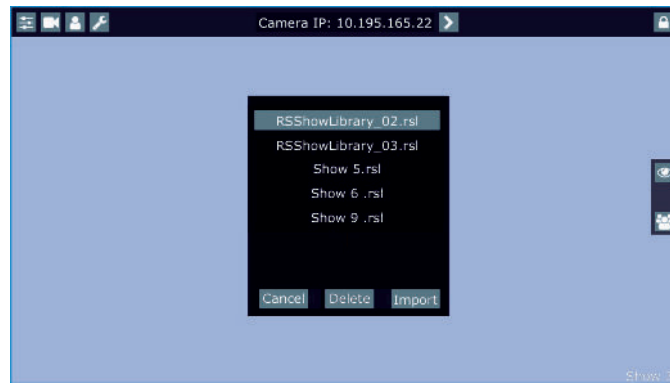 Camera IP: 10.195.165.22
RSShowLibrary_02.rsl
RSShowLibrary_03.rsl
Show 5.rsl
Show 6 .rsl
Show 9 .rsl
Cancel Delete Import
Show